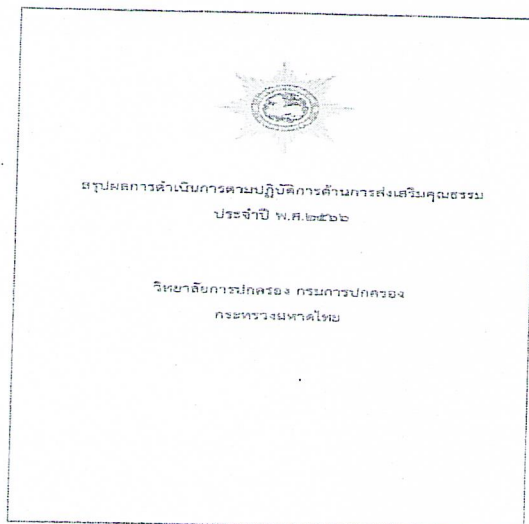 สรุปผลการดำเนินการตามปฏิบัติการด้านการส่งเสริมคุณธรรม
ประจำปี พ.ศ.๒๕๖๖
วิทยาลัยการปกครอง กรมการปกครอง
กระทรวงมหาดไทย